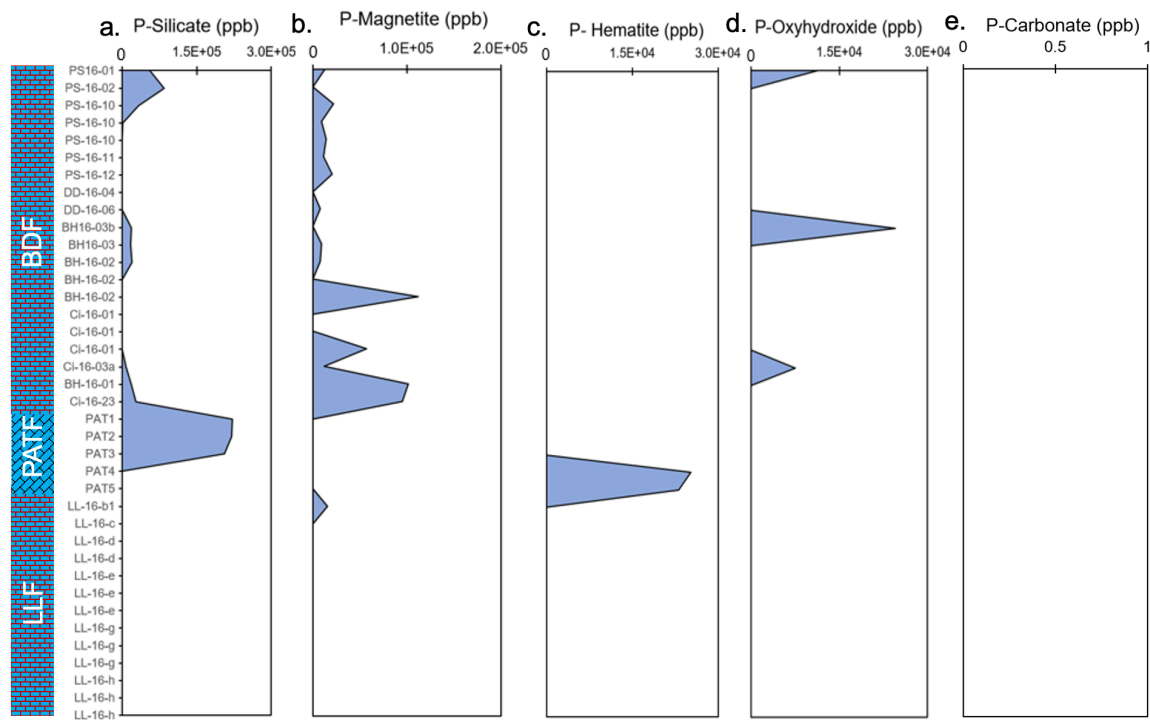 a. P-Silicate (ppb)
0 1.5E+05 3.0E+05
b. P-Magnetite (ppb)
0 1.0E+05 2.0E+05
c. P- Hematite (ppb)
0 1.5E+04 3.0E+04
d. P-Oxyhydroxide (ppb)
0 1.5E+04 3.0E+04
e. P-Carbonate (ppb)
0 0.5 1
PS16-01
PS-16-02
PS-16-10
PS-16-10
PS-16-10
PS-16-11
PS-16-12
DD-16-04
DD-16-06
BH16-03b
BH16-03
BH-16-02
BH-16-02
BH-16-02
Ci-16-01
Ci-16-01
Ci-16-01
Ci-16-03a
BH-16-01
Ci-16-23
PAT1
PAT2
PAT3
PAT4
PAT5
LL-16-b1
LL-16-c
LL-16-d
LL-16-d
LL-16-e
LL-16-e
LL-16-e
LL-16-g
LL-16-g
LL-16-g
LL-16-h
LL-16-h
LL-16-h
BDF
PATF
LLF